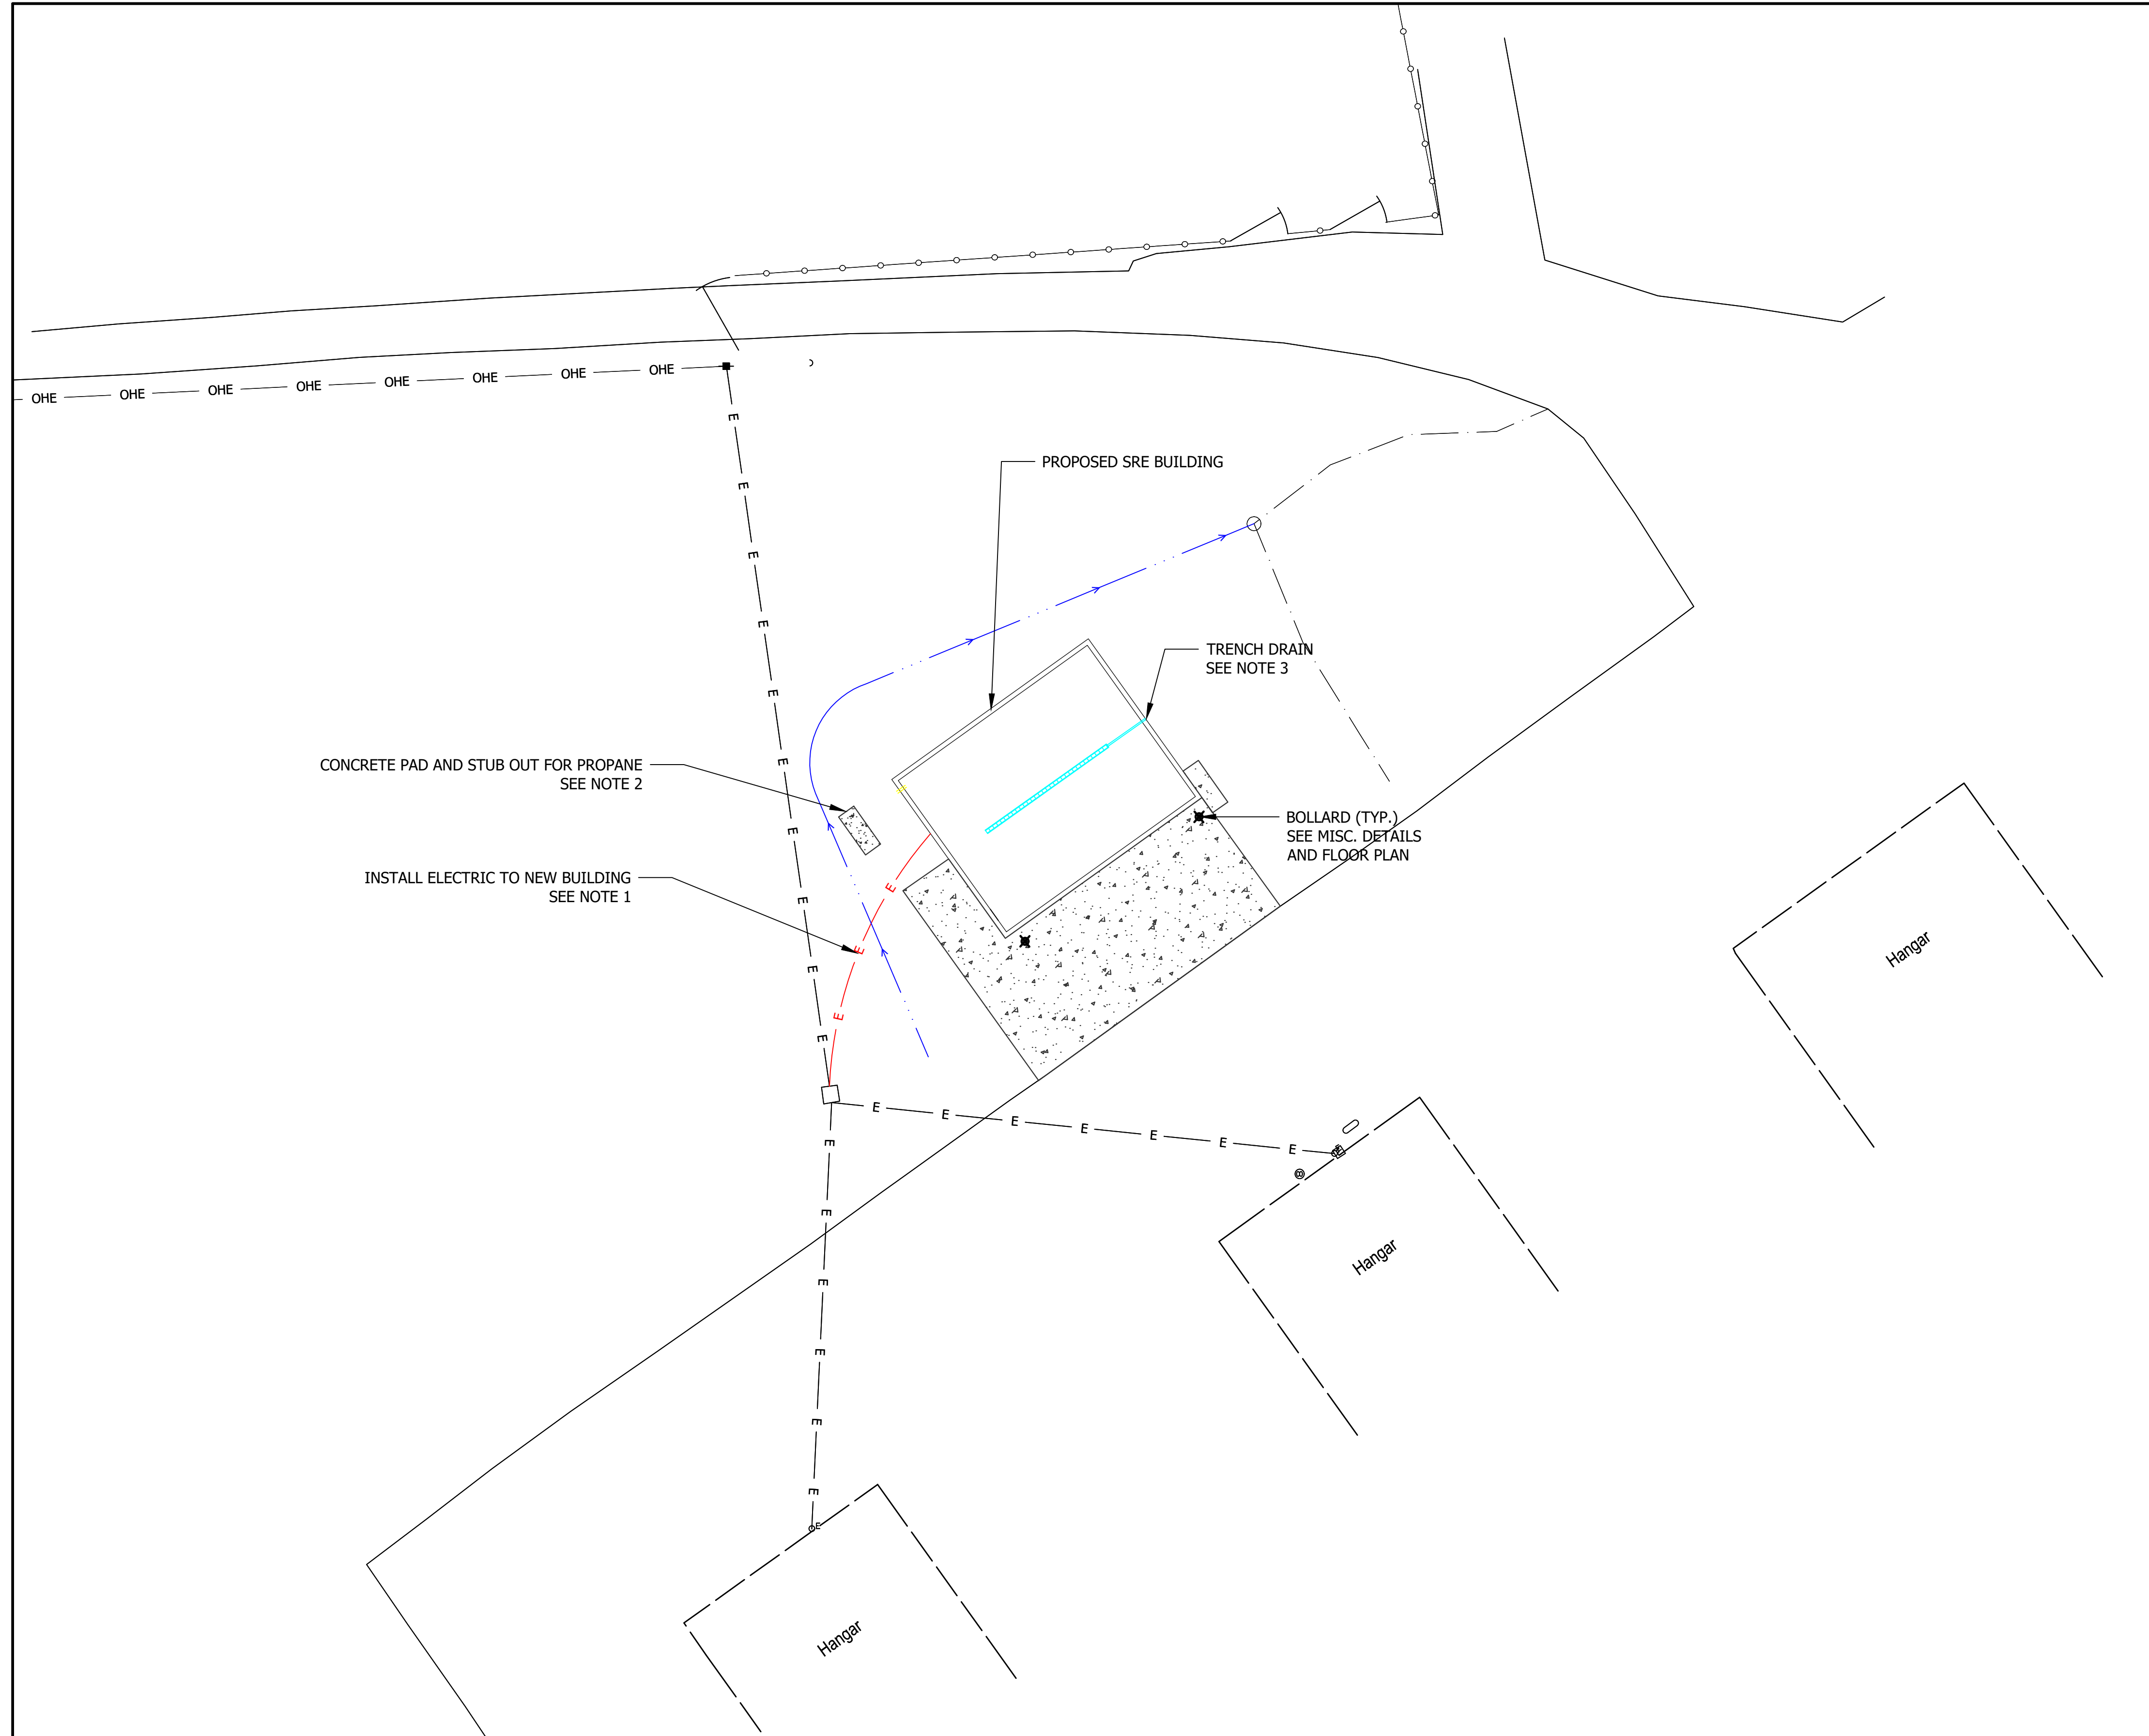 OHE OHE OHE OHE OHE OHE OHE OHE
E
E
E
E
E
E
E
E
E
E
PROPOSED SRE BUILDING
TRENCH DRAIN
SEE NOTE 3
CONCRETE PAD AND STUB OUT FOR PROPANE
SEE NOTE 2
BOLLARD (TYP.)
SEE MISC. DETAILS
AND FLOOR PLAN
INSTALL ELECTRIC TO NEW BUILDING
SEE NOTE 1
E
E
E
Hangar
E E E E E E E
E
E
E
E
E
E
E
Hangar
E
Hangar